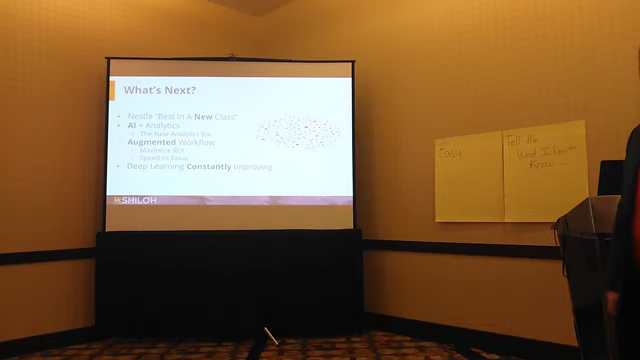 What's Next?
Nestle "Best In A New Class"
AI + Analytics
The New Analytics Bar
Augmented Workflow
Maximize ROI
Speed to Value
Deep Learning Constantly Improving
SHILOH
Easy
Tell Me
What I Don't
Know